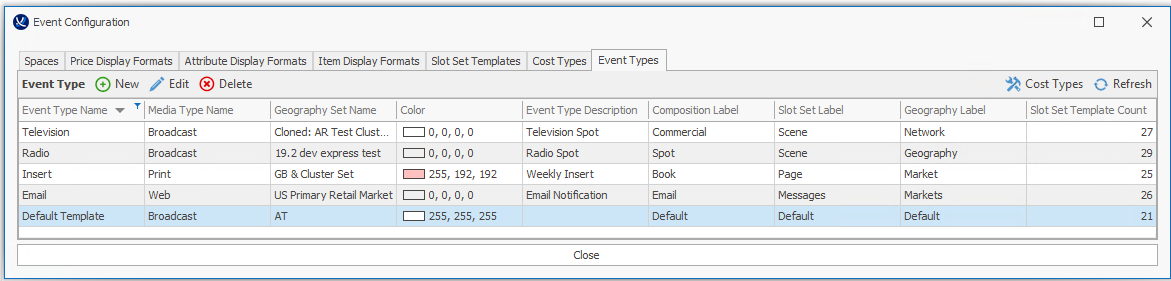 Event Configuration
Spaces Price Display Formats Attribute Display Formats Item Display Formats Slot Set Templates Cost Types Event Types
Event Type New Edit Delete Cost Types Refresh
Event Type Name Media Type Name Geography Set Name Color Event Type Description Composition Label Slot Set Label Geography Label Slot Set Template Count
Television Broadcast Cloned: AR Test Clust... 0, 0, 0, 0 Television Spot Commercial Scene Network 27
Radio Broadcast 19.2 dev express test 0, 0, 0, 0 Radio Spot Spot Scene Geography 29
Insert Print GB & Cluster Set 255, 192, 192 Weekly Insert Book Page Market 25
Email Web US Primary Retail Market 0, 0, 0, 0 Email Notification Email Messages Markets 26
Default Template Broadcast AT 255, 255, 255 Default Default Default 21
Close